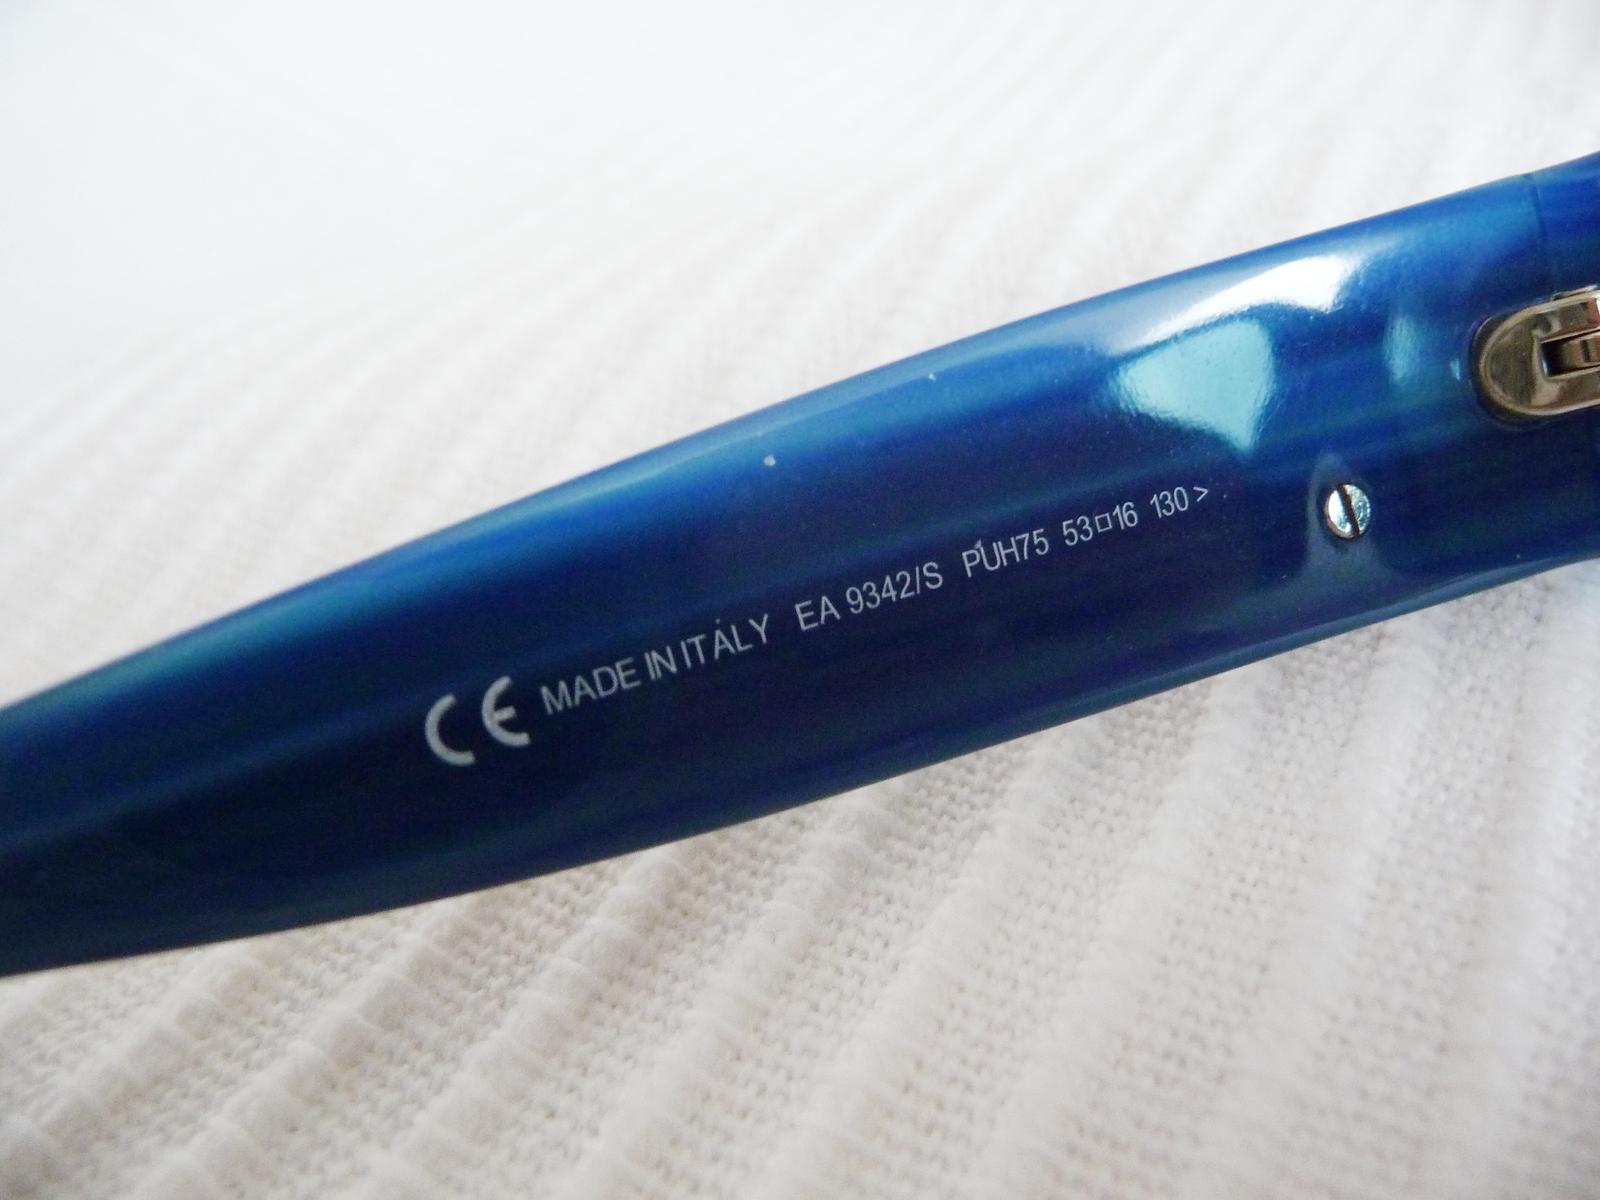 CE MADE IN ITALY EA 9342/S PUH75 53□16 130 >